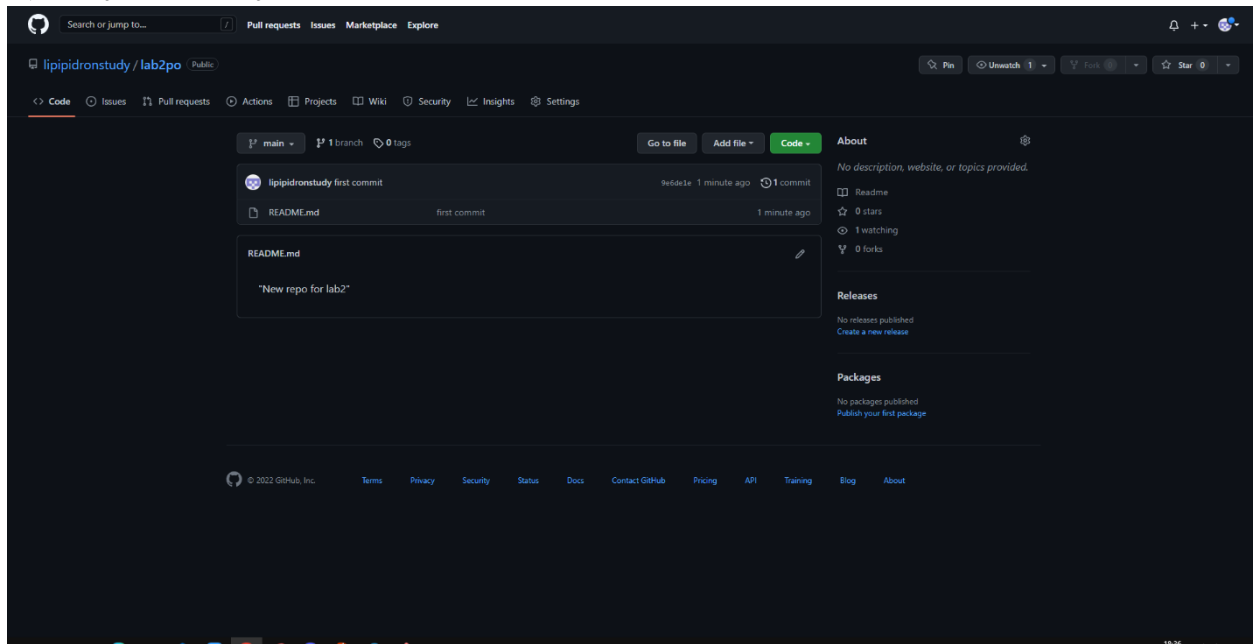 Search or jump to... / Pull requests Issues Marketplace Explore
lipipidronstudy / lab2po Public Pin Unwatch 1 Fork 0 Star 0
Code Issues Pull requests Actions Projects Wiki Security Insights Settings
main 1 branch 0 tags Go to file Add file Code
lipipidronstudy first commit 9e6de1e 1 minute ago 1 commit
README.md first commit 1 minute ago
README.md
"New repo for lab2"
About
No description, website, or topics provided.
Readme
0 stars
1 watching
0 forks
Releases
No releases published
Create a new release
Packages
No packages published
Publish your first package
© 2022 GitHub, Inc. Terms Privacy Security Status Docs Contact GitHub Pricing API Training Blog About